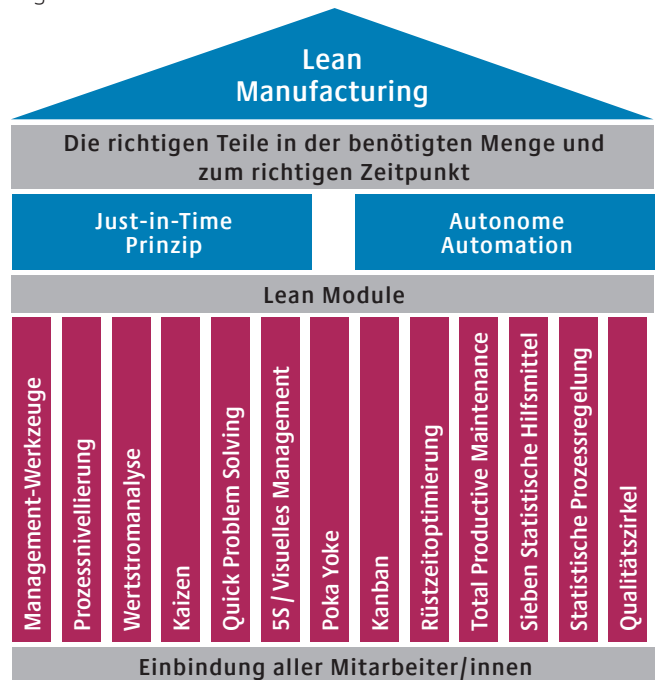 Lean
Manufacturing
Die richtigen Teile in der benötigten Menge und
zum richtigen Zeitpunkt
Just-in-Time
Prinzip
Autonome
Automation
Lean Module
Management-Werkzeuge
Prozessnivellierung
Wertstromanalyse
Kaizen
Quick Problem Solving
5S / Visuelles Management
Poka Yoke
Kanban
Rüstzeitoptimierung
Total Productive Maintenance
Sieben Statistische Hilfsmittel
Statistische Prozessregelung
Qualitätszirkel
Einbindung aller Mitarbeiter/innen